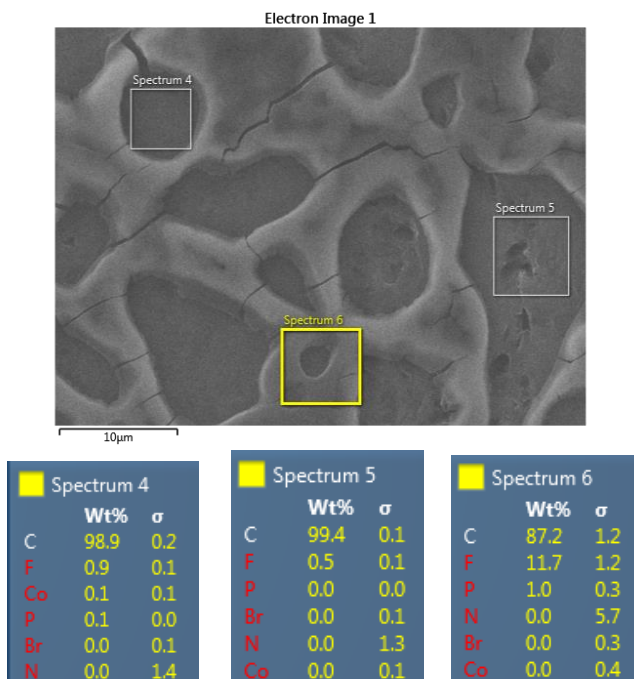 Electron Image 1
Spectrum 4
Spectrum 5
Spectrum 6
10µm
Spectrum 4
Wt% σ
C 98.9 0.2
F 0.9 0.1
Co 0.1 0.1
P 0.1 0.0
Br 0.0 0.1
N 0.0 1.4
Spectrum 5
Wt% σ
C 99.4 0.1
F 0.5 0.1
P 0.0 0.0
Br 0.0 0.1
N 0.0 1.3
Co 0.0 0.1
Spectrum 6
Wt% σ
C 87.2 1.2
F 11.7 1.2
P 1.0 0.3
N 0.0 5.7
Br 0.0 0.3
Co 0.0 0.4